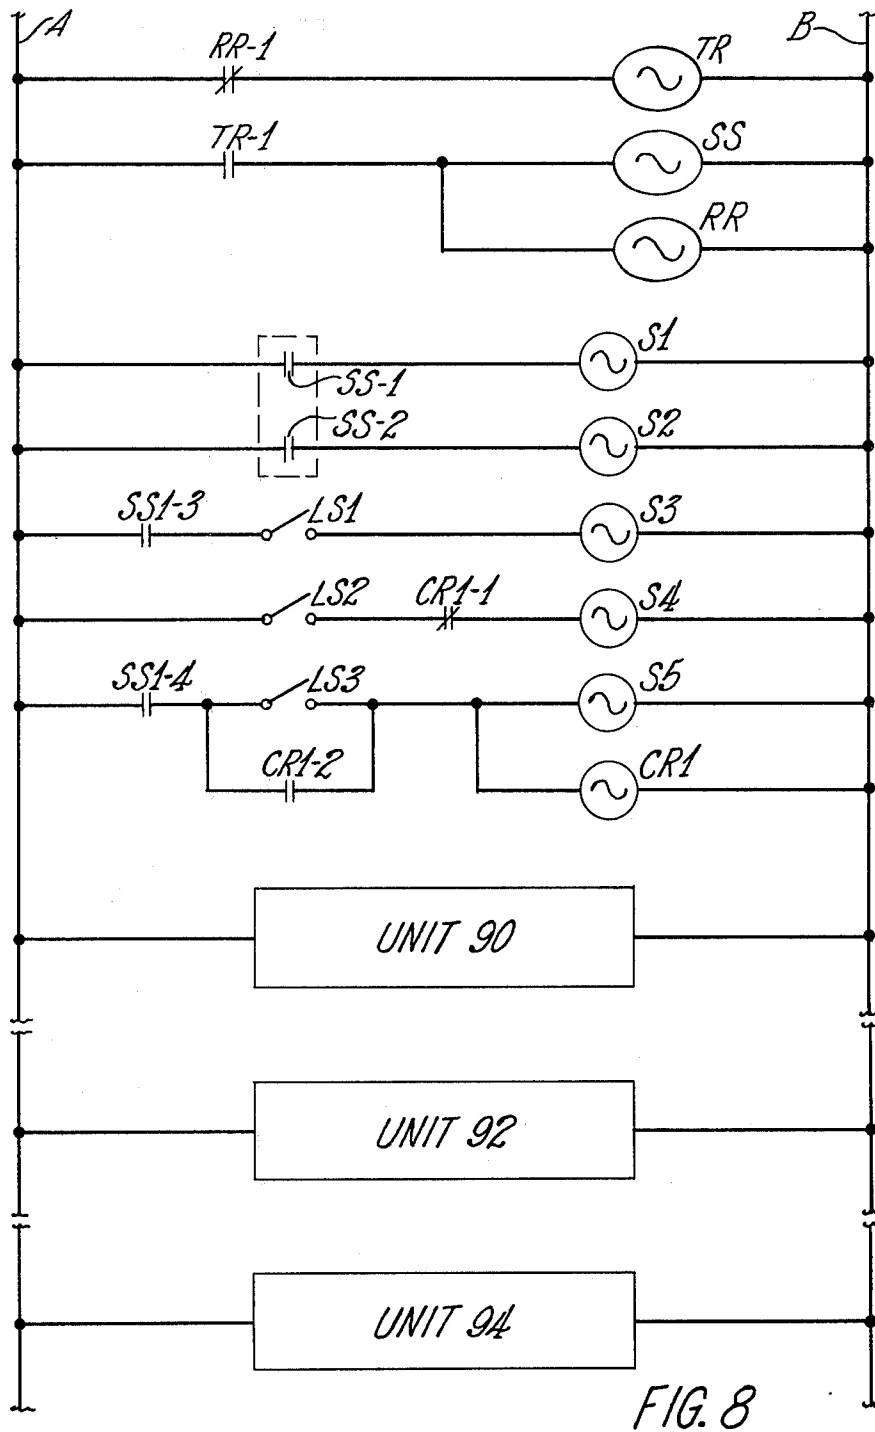 A
B
RR-1
TR
TR-1
SS
RR
S1
SS-1
SS-2
S2
SS1-3
LS1
S3
LS2
CR1-1
S4
SS1-4
LS3
S5
CR1-2
CR1
UNIT 90
UNIT 92
UNIT 94
FIG. 8